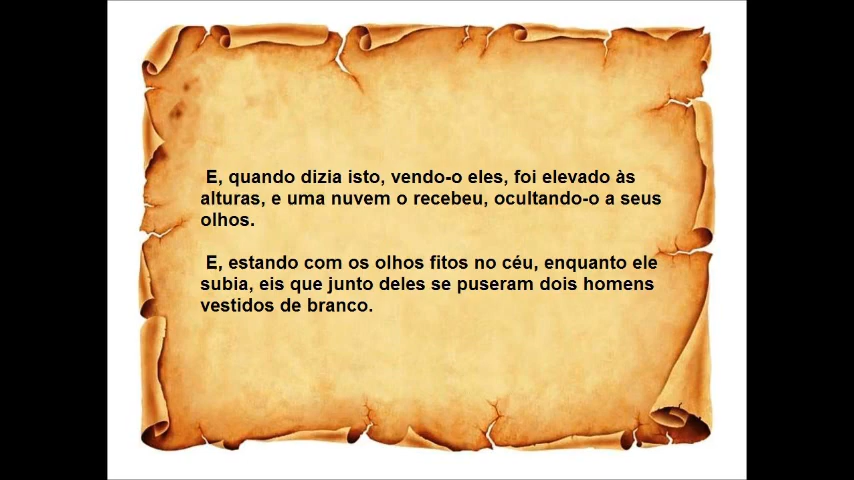 E, quando dizia isto, vendo-o eles, foi elevado às
alturas, e uma nuvem o recebeu, ocultando-o a seus
olhos.
E, estando com os olhos fitos no céu, enquanto ele
subia, eis que junto deles se puseram dois homens
vestidos de branco.